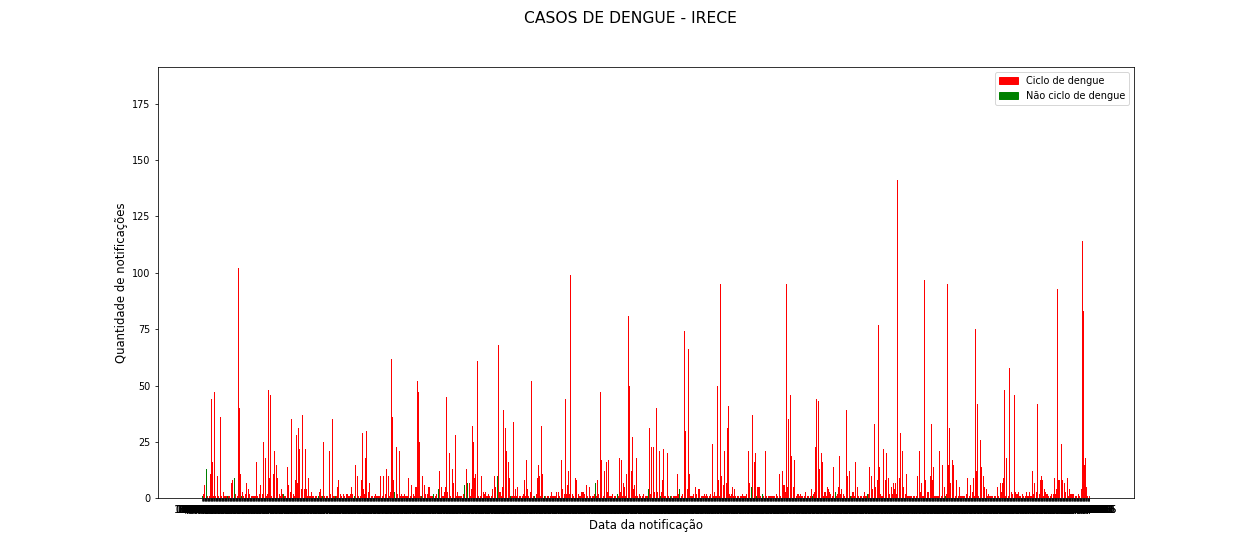 CASOS DE DENGUE - IRECE
Ciclo de dengue
Não ciclo de dengue
175
150
125
100
75
50
25
0
Quantidade de notificações
Data da notificação